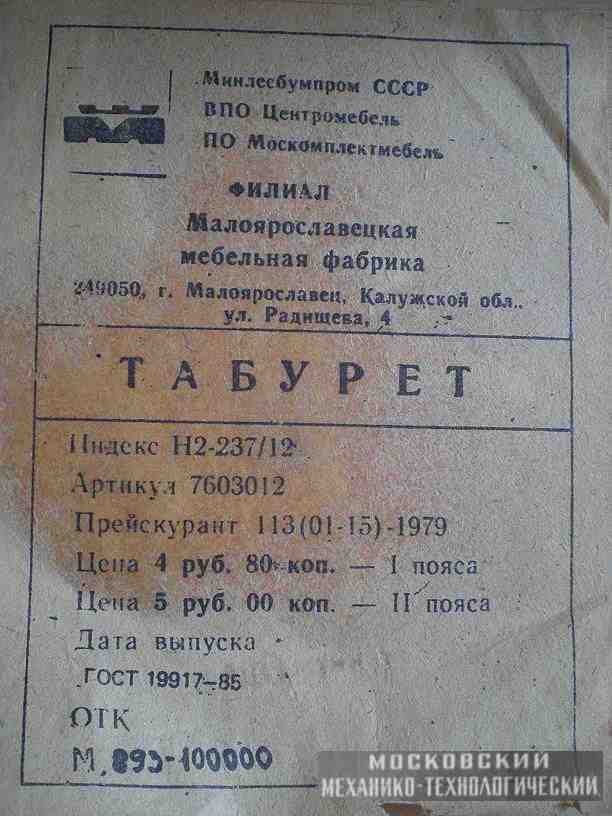 Минлесбумпром СССР
ВПО Центромебель
ПО Москомплектмебель
ФИЛИАЛ
Малоярославецкая
мебельная фабрика
249050, г. Малоярославец, Калужской обл..
ул. Радищева, 4
ТАБУРЕТ
Индекс Н2-237/12
Артикул 7603012
Прейскурант 113(01-15)-1979
Цена 4 руб. 80 коп. — I пояса
Цена 5 руб. 00 коп. — II пояса
Дата выпуска
ГОСТ 19917-85
ОТК
М. 893-100000
МОСКОВСКИЙ
МЕХАНИКО-ТЕХНОЛОГИЧЕСКИЙ